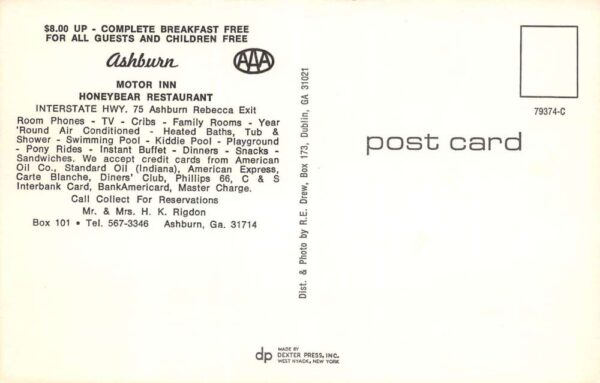 $8.00 UP - COMPLETE BREAKFAST FREE
FOR ALL GUESTS AND CHILDREN FREE
Ashburn AAA
MOTOR INN
HONEYBEAR RESTAURANT
INTERSTATE HWY. 75 Ashburn Rebecca Exit
Room Phones - TV - Cribs - Family Rooms - Year
'Round Air Conditioned - Heated Baths, Tub &
Shower - Swimming Pool - Kiddie Pool - Playground
- Pony Rides - Instant Buffet - Dinners - Snacks -
Sandwiches. We accept credit cards from American
Oil Co., Standard Oil (Indiana), American Express,
Carte Blanche, Diners' Club, Phillips 66, C & S
Interbank Card, BankAmericard, Master Charge.
Call Collect For Reservations
Mr. & Mrs. H. K. Rigdon
Box 101 • Tel. 567-3346 Ashburn, Ga. 31714
Dist. & Photo by R.E. Drew, Box 173, Dublin, GA 31021
79374-C
post card
dp MADE BY
DEXTER PRESS, INC.
WEST NYACK, NEW YORK